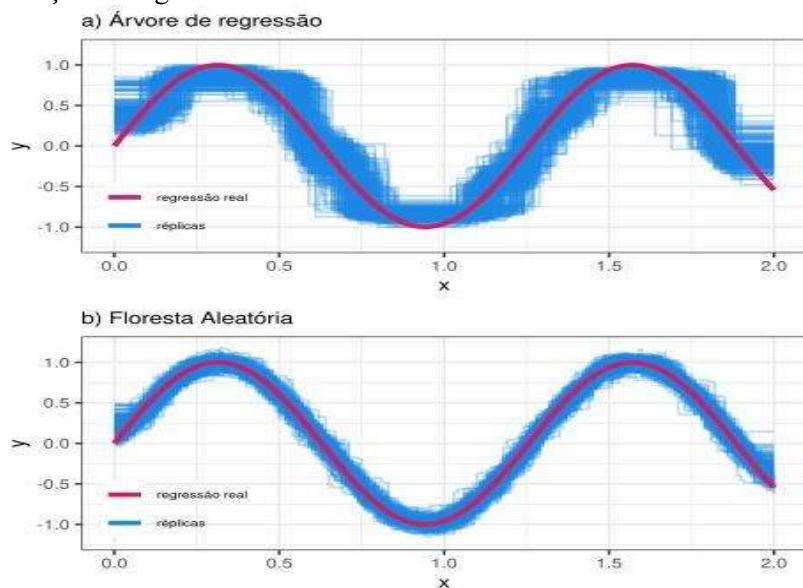 a) Árvore de regressão
1.0
0.5
0.0
-0.5
-1.0
y
regressão real
réplicas
0.0 0.5 1.0 1.5 2.0
x
b) Floresta Aleatória
1.0
0.5
0.0
-0.5
-1.0
y
regressão real
réplicas
0.0 0.5 1.0 1.5 2.0
x